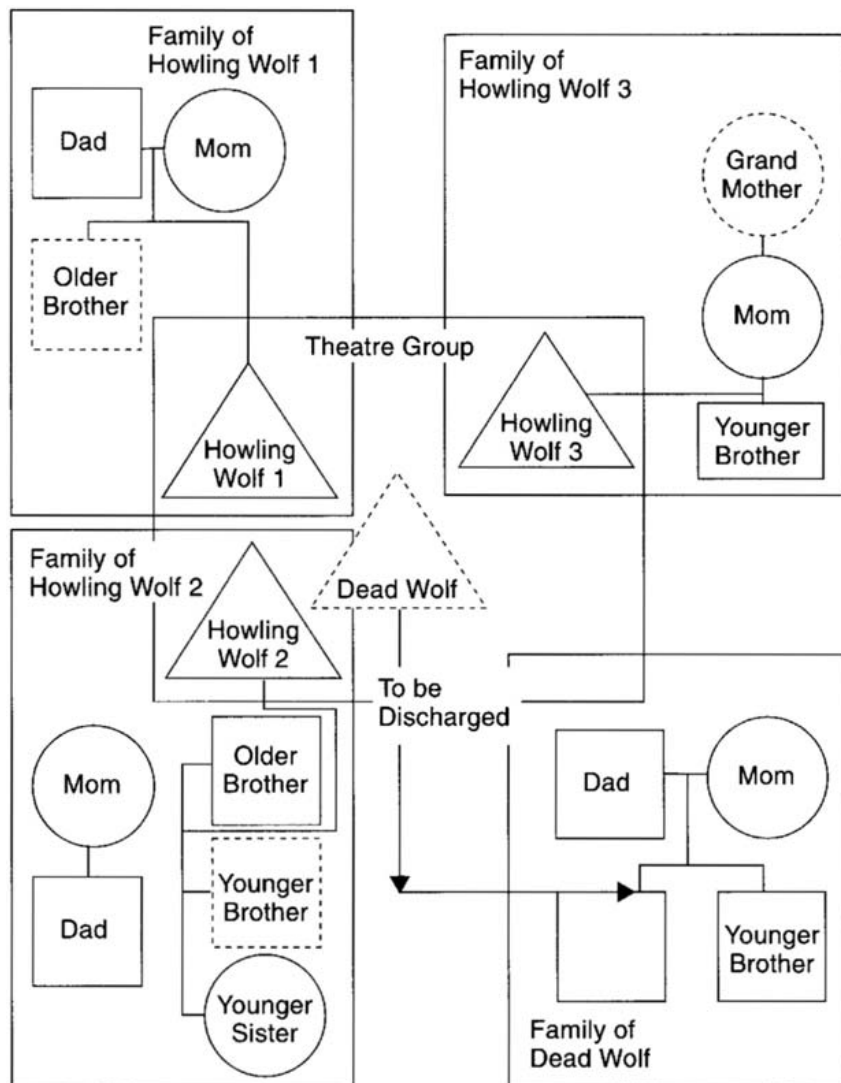 Family of
Howling Wolf 1
Dad
Mom
Older
Brother
Howling
Wolf 1
Family of
Howling Wolf 3
Grand
Mother
Mom
Younger
Brother
Howling
Wolf 3
Theatre Group
Dead Wolf
To be
Discharged
Family of
Howling Wolf 2
Howling
Wolf 2
Mom
Dad
Older
Brother
Younger
Brother
Younger
Sister
Dad
Mom
Younger
Brother
Family of
Dead Wolf